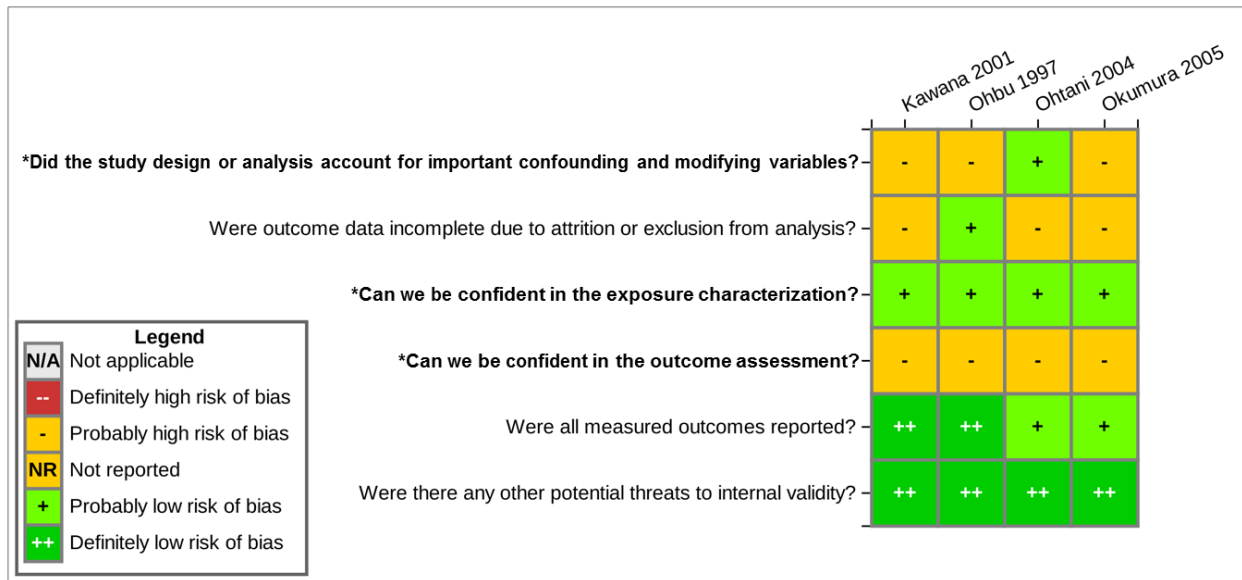 Kawana 2001
Ohbu 1997
Ohtani 2004
Okumura 2005
*Did the study design or analysis account for important confounding and modifying variables? - - + -
Were outcome data incomplete due to attrition or exclusion from analysis? - + - -
*Can we be confident in the exposure characterization? + + + +
*Can we be confident in the outcome assessment? - - - -
Were all measured outcomes reported? ++ ++ + +
Were there any other potential threats to internal validity? ++ ++ ++ ++
Legend
N/A Not applicable
-- Definitely high risk of bias
- Probably high risk of bias
NR Not reported
+ Probably low risk of bias
++ Definitely low risk of bias